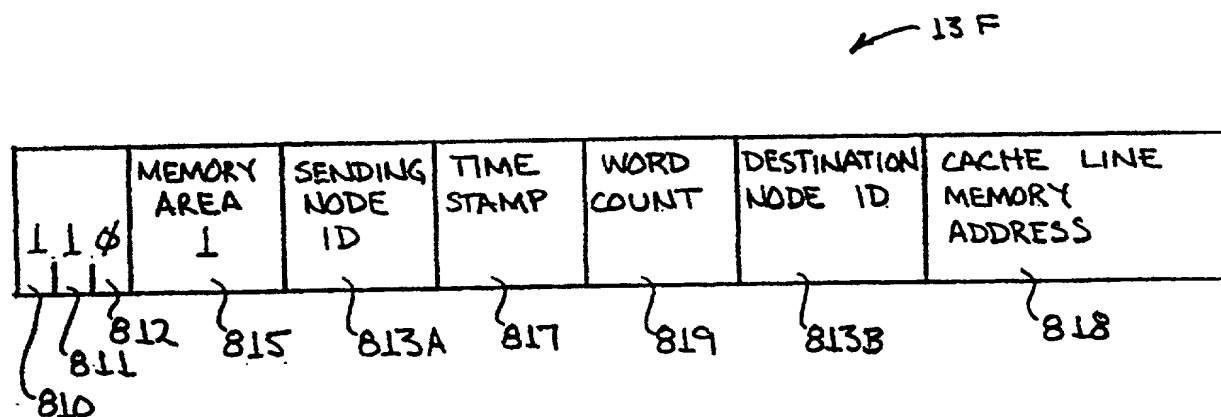 13F
MEMORY AREA 1
SENDING NODE ID
TIME STAMP
WORD COUNT
DESTINATION NODE ID
CACHE LINE MEMORY ADDRESS
1 1 Ø
810
811
812
815
813A
817
819
813B
818